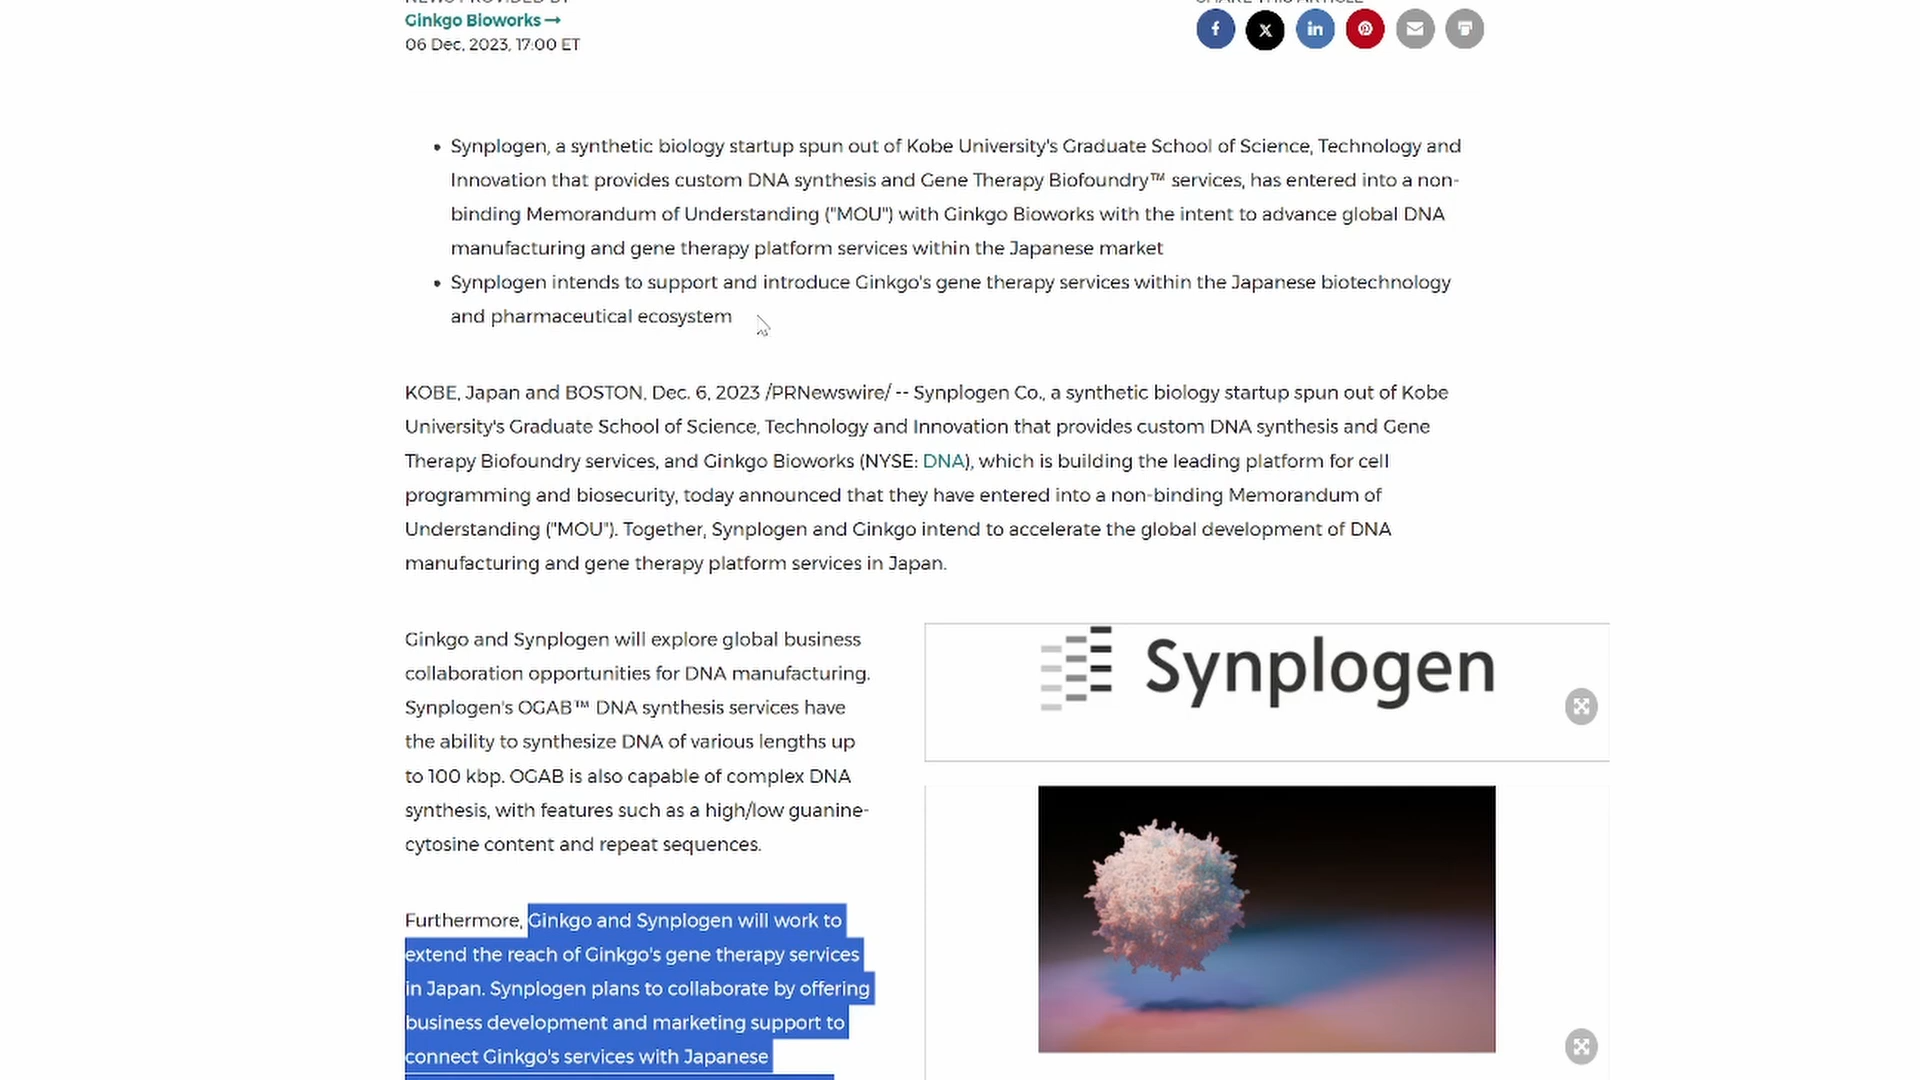 Ginkgo Bioworks →
06 Dec, 2023, 17:00 ET
Synplogen, a synthetic biology startup spun out of Kobe University's Graduate School of Science, Technology and
Innovation that provides custom DNA synthesis and Gene Therapy Biofoundry™ services, has entered into a non-
binding Memorandum of Understanding ("MOU") with Ginkgo Bioworks with the intent to advance global DNA
manufacturing and gene therapy platform services within the Japanese market
Synplogen intends to support and introduce Ginkgo's gene therapy services within the Japanese biotechnology
and pharmaceutical ecosystem
KOBE, Japan and BOSTON, Dec. 6, 2023 /PRNewswire/ -- Synplogen Co., a synthetic biology startup spun out of Kobe
University's Graduate School of Science, Technology and Innovation that provides custom DNA synthesis and Gene
Therapy Biofoundry services, and Ginkgo Bioworks (NYSE: DNA), which is building the leading platform for cell
programming and biosecurity, today announced that they have entered into a non-binding Memorandum of
Understanding ("MOU"). Together, Synplogen and Ginkgo intend to accelerate the global development of DNA
manufacturing and gene therapy platform services in Japan.
Ginkgo and Synplogen will explore global business
collaboration opportunities for DNA manufacturing.
Synplogen's OGAB™ DNA synthesis services have
the ability to synthesize DNA of various lengths up
to 100 kbp. OGAB is also capable of complex DNA
synthesis, with features such as a high/low guanine-
cytosine content and repeat sequences.
Furthermore, Ginkgo and Synplogen will work to
extend the reach of Ginkgo's gene therapy services
in Japan. Synplogen plans to collaborate by offering
business development and marketing support to
connect Ginkgo's services with Japanese
Synplogen